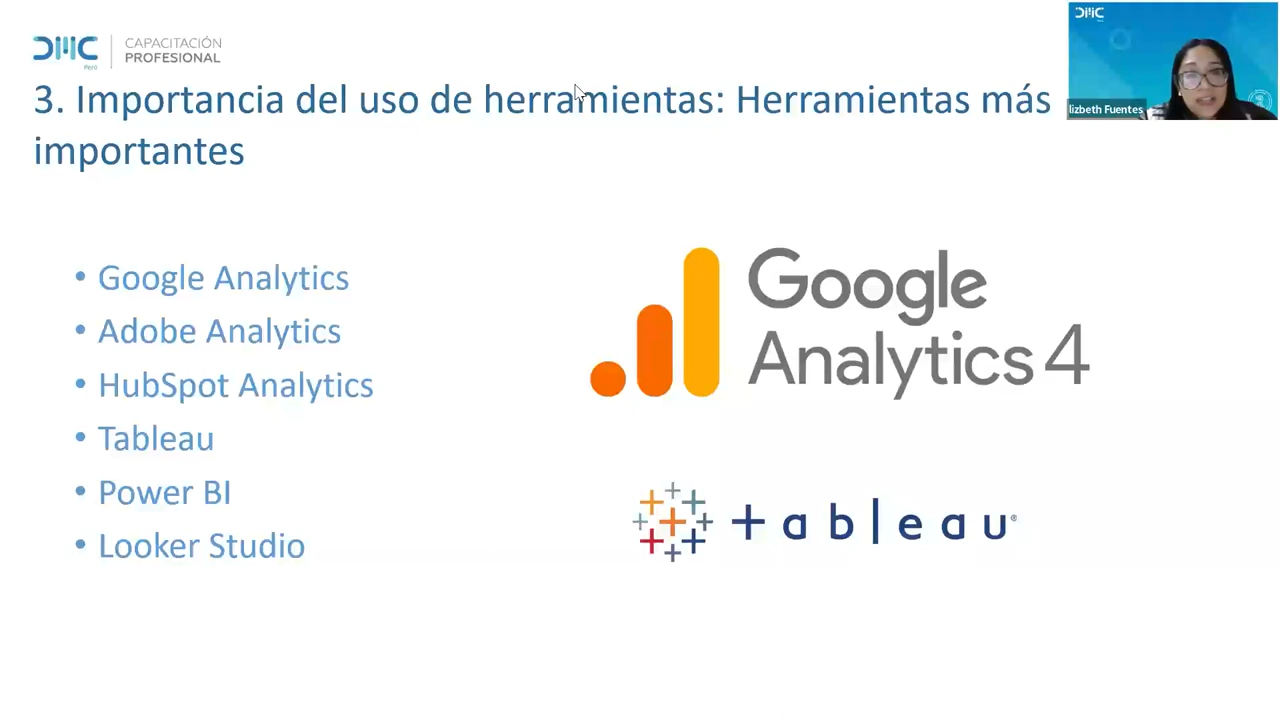 DMC
Perú
CAPACITACIÓN
PROFESIONAL
DMC
lizbeth Fuentes
3. Importancia del uso de herramientas: Herramientas más
importantes
• Google Analytics
• Adobe Analytics
• HubSpot Analytics
• Tableau
• Power BI
• Looker Studio
Google
Analytics 4
+ a b l e a u®